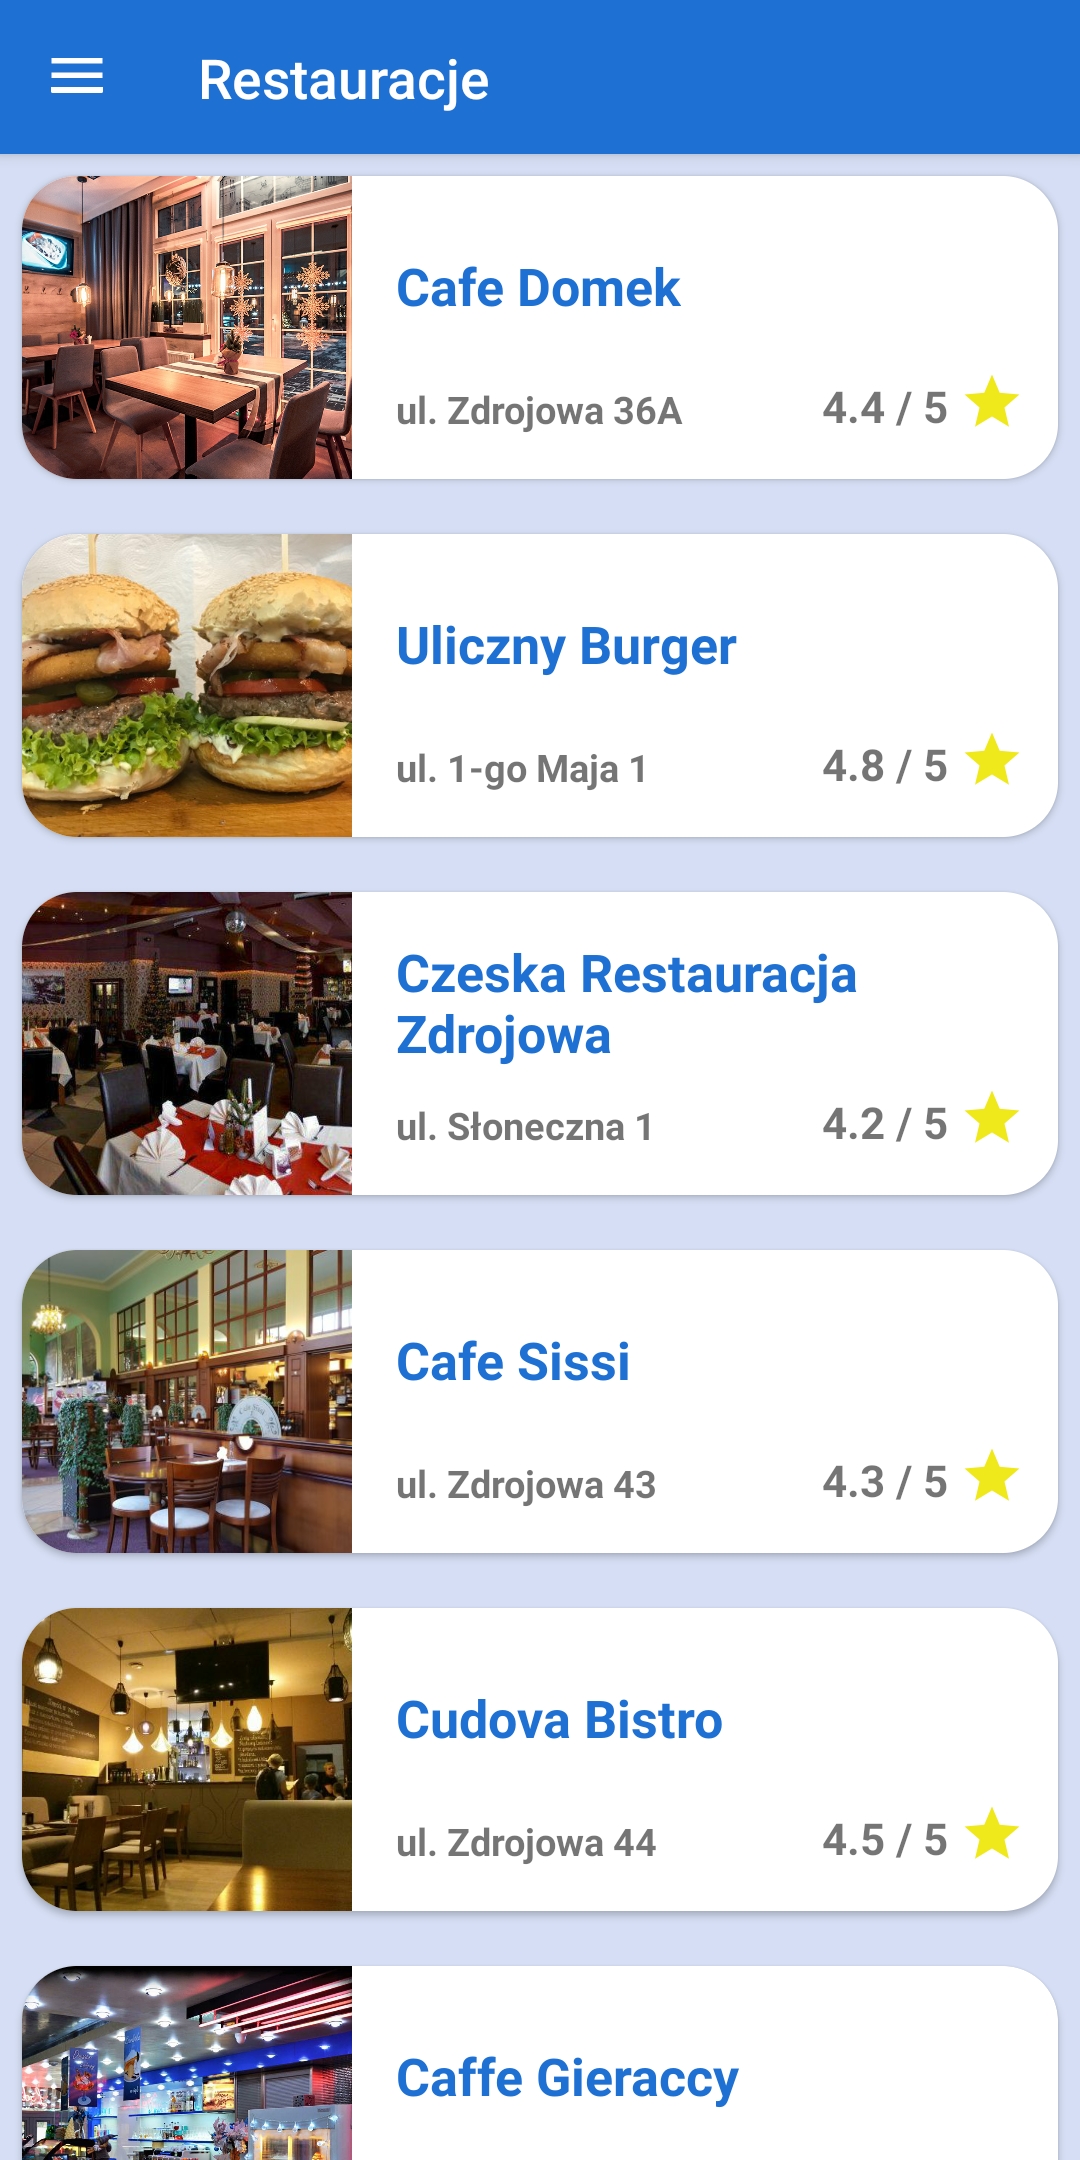 Restauracje
Cafe Domek
ul. Zdrojowa 36A
4.4 / 5
Uliczny Burger
ul. 1-go Maja 1
4.8 / 5
Czeska Restauracja
Zdrojowa
ul. Słoneczna 1
4.2 / 5
Cafe Sissi
ul. Zdrojowa 43
4.3 / 5
Cudova Bistro
ul. Zdrojowa 44
4.5 / 5
Caffe Gieraccy